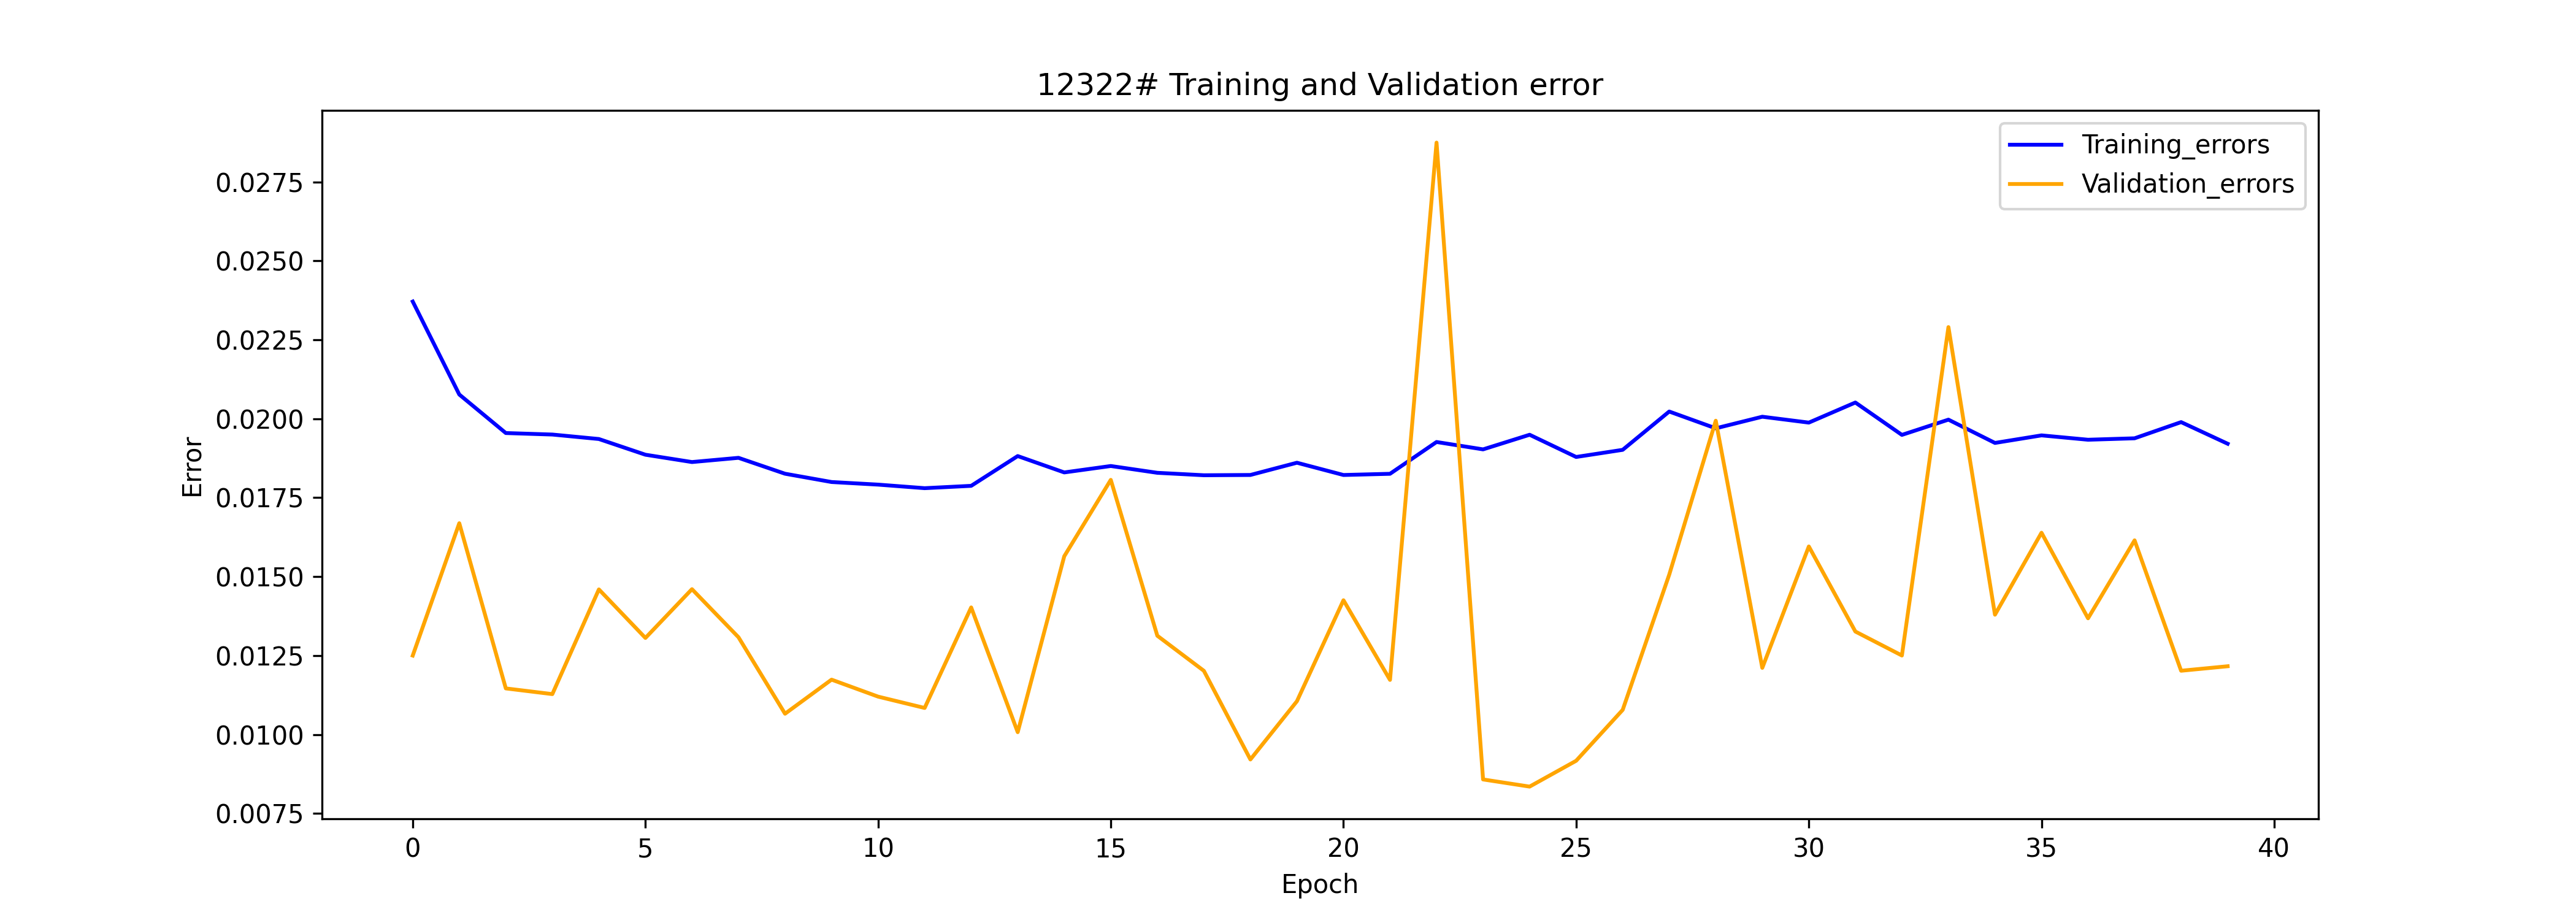 12322# Training and Validation error
Training_errors
Validation_errors
0.0275
0.0250
0.0225
0.0200
0.0175
0.0150
0.0125
0.0100
0.0075
Error
0 5 10 15 20 25 30 35 40
Epoch